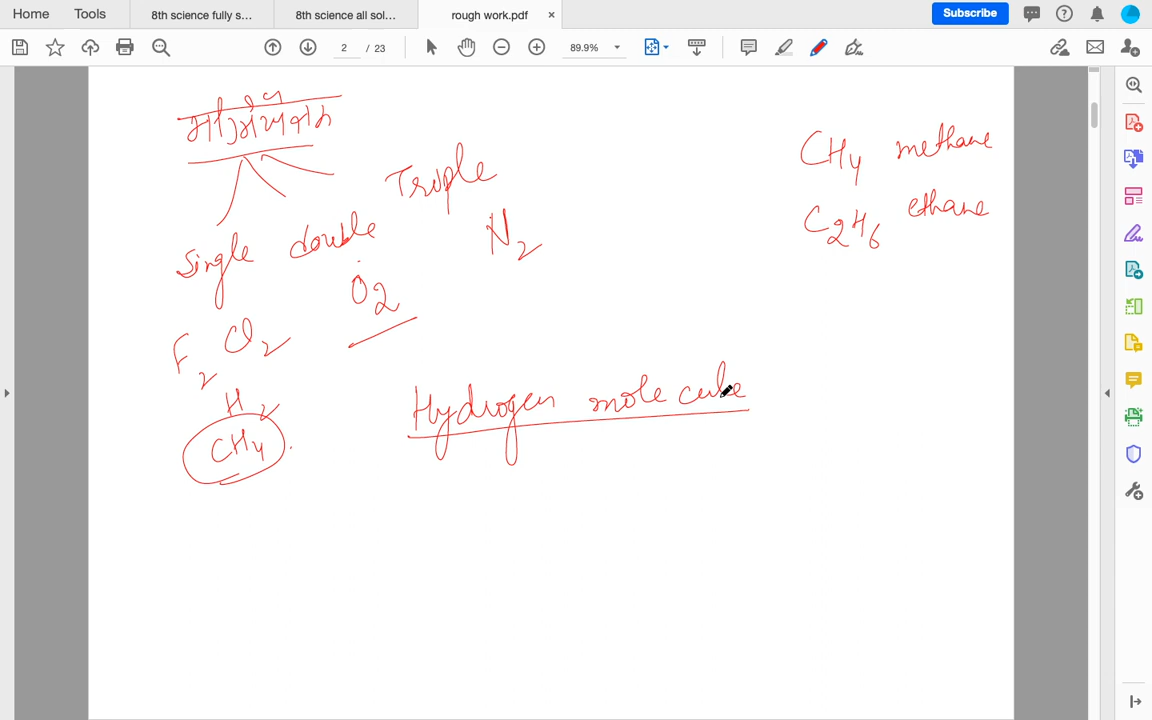 Home Tools 8th science fully s... 8th science all sol... rough work.pdf × Subscribe
2 / 23 89.9%
Triple
CH4 methane
N2
C2H6 ethane
Single double
O2
F2 Cl2
H2
Hydrogen molecule
CH4